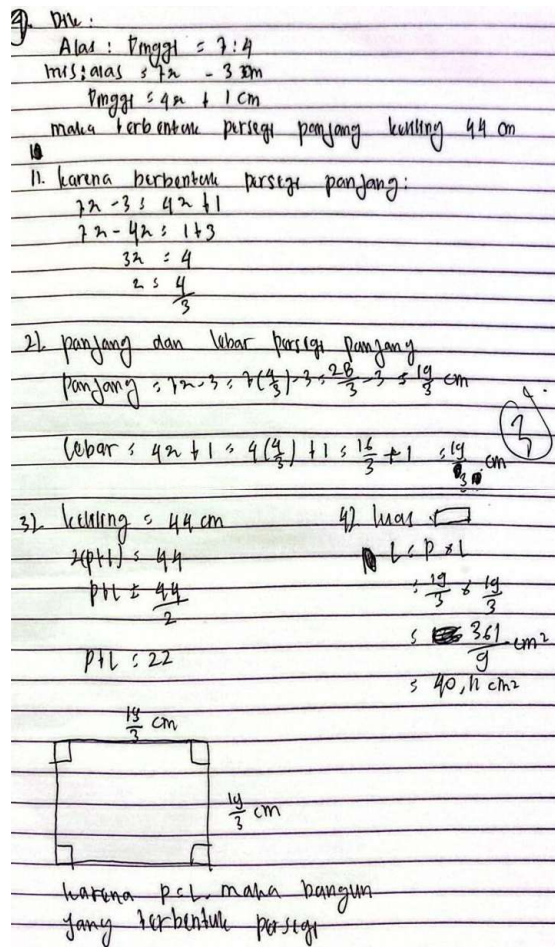 9. Dik:
Alas : Tinggi = 7:4
mis: alas = 7x - 3 cm
Tinggi = 4x + 1 cm
maka terbentuk persegi panjang keliling 44 cm
1). karena berbentuk persegi panjang:
7x - 3 = 4x + 1
7x - 4x = 1 + 3
3x = 4
x = 4/3
2). panjang dan lebar persegi panjang
panjang = 7x - 3 = 7(4/3) - 3 = 28/3 - 3 = 19/3 cm
lebar = 4x + 1 = 4(4/3) + 1 = 16/3 + 1 = 19/3 cm
3). keliling = 44 cm
2(p+l) = 44
p+l = 44/2
p+l = 22
4). luas
L = p x l
= 19/3 x 19/3
= 361/9 cm²
= 40,11 cm²
19/3 cm
19/3 cm
karena p=l. maka bangun
yang terbentuk persegi